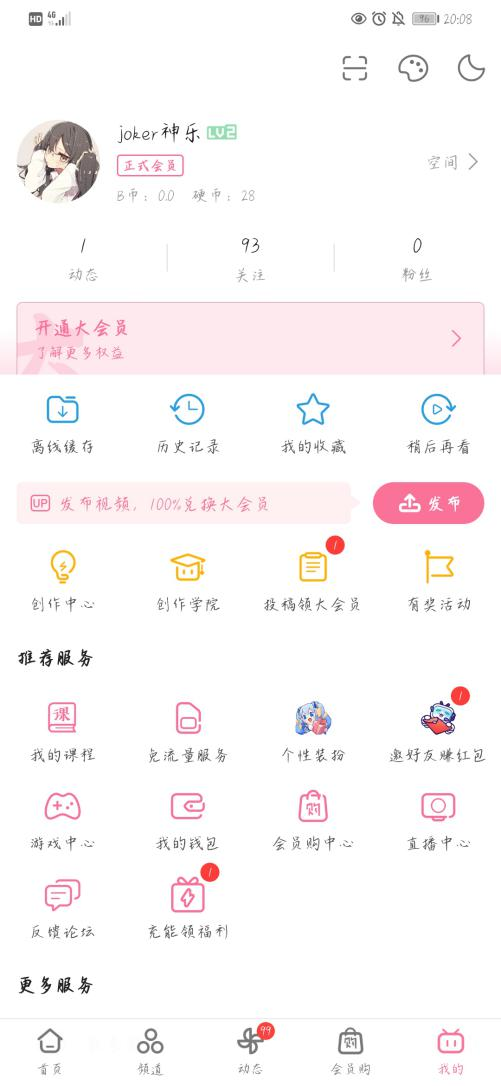 HD 4G 96 20:08
joker神乐 LV2
正式会员
空间
B币：0.0 硬币：28
1 93 0
动态 关注 粉丝
开通大会员
了解更多权益
离线缓存 历史记录 我的收藏 稍后再看
UP 发布视频，100%兑换大会员 发布
1
创作中心 创作学院 投稿领大会员 有奖活动
推荐服务
课 1
我的课程 免流量服务 个性装扮 邀好友赚红包
购
游戏中心 我的钱包 会员购中心 直播中心
1
反馈论坛 充能领福利
更多服务
99 购
首页 频道 动态 会员购 我的